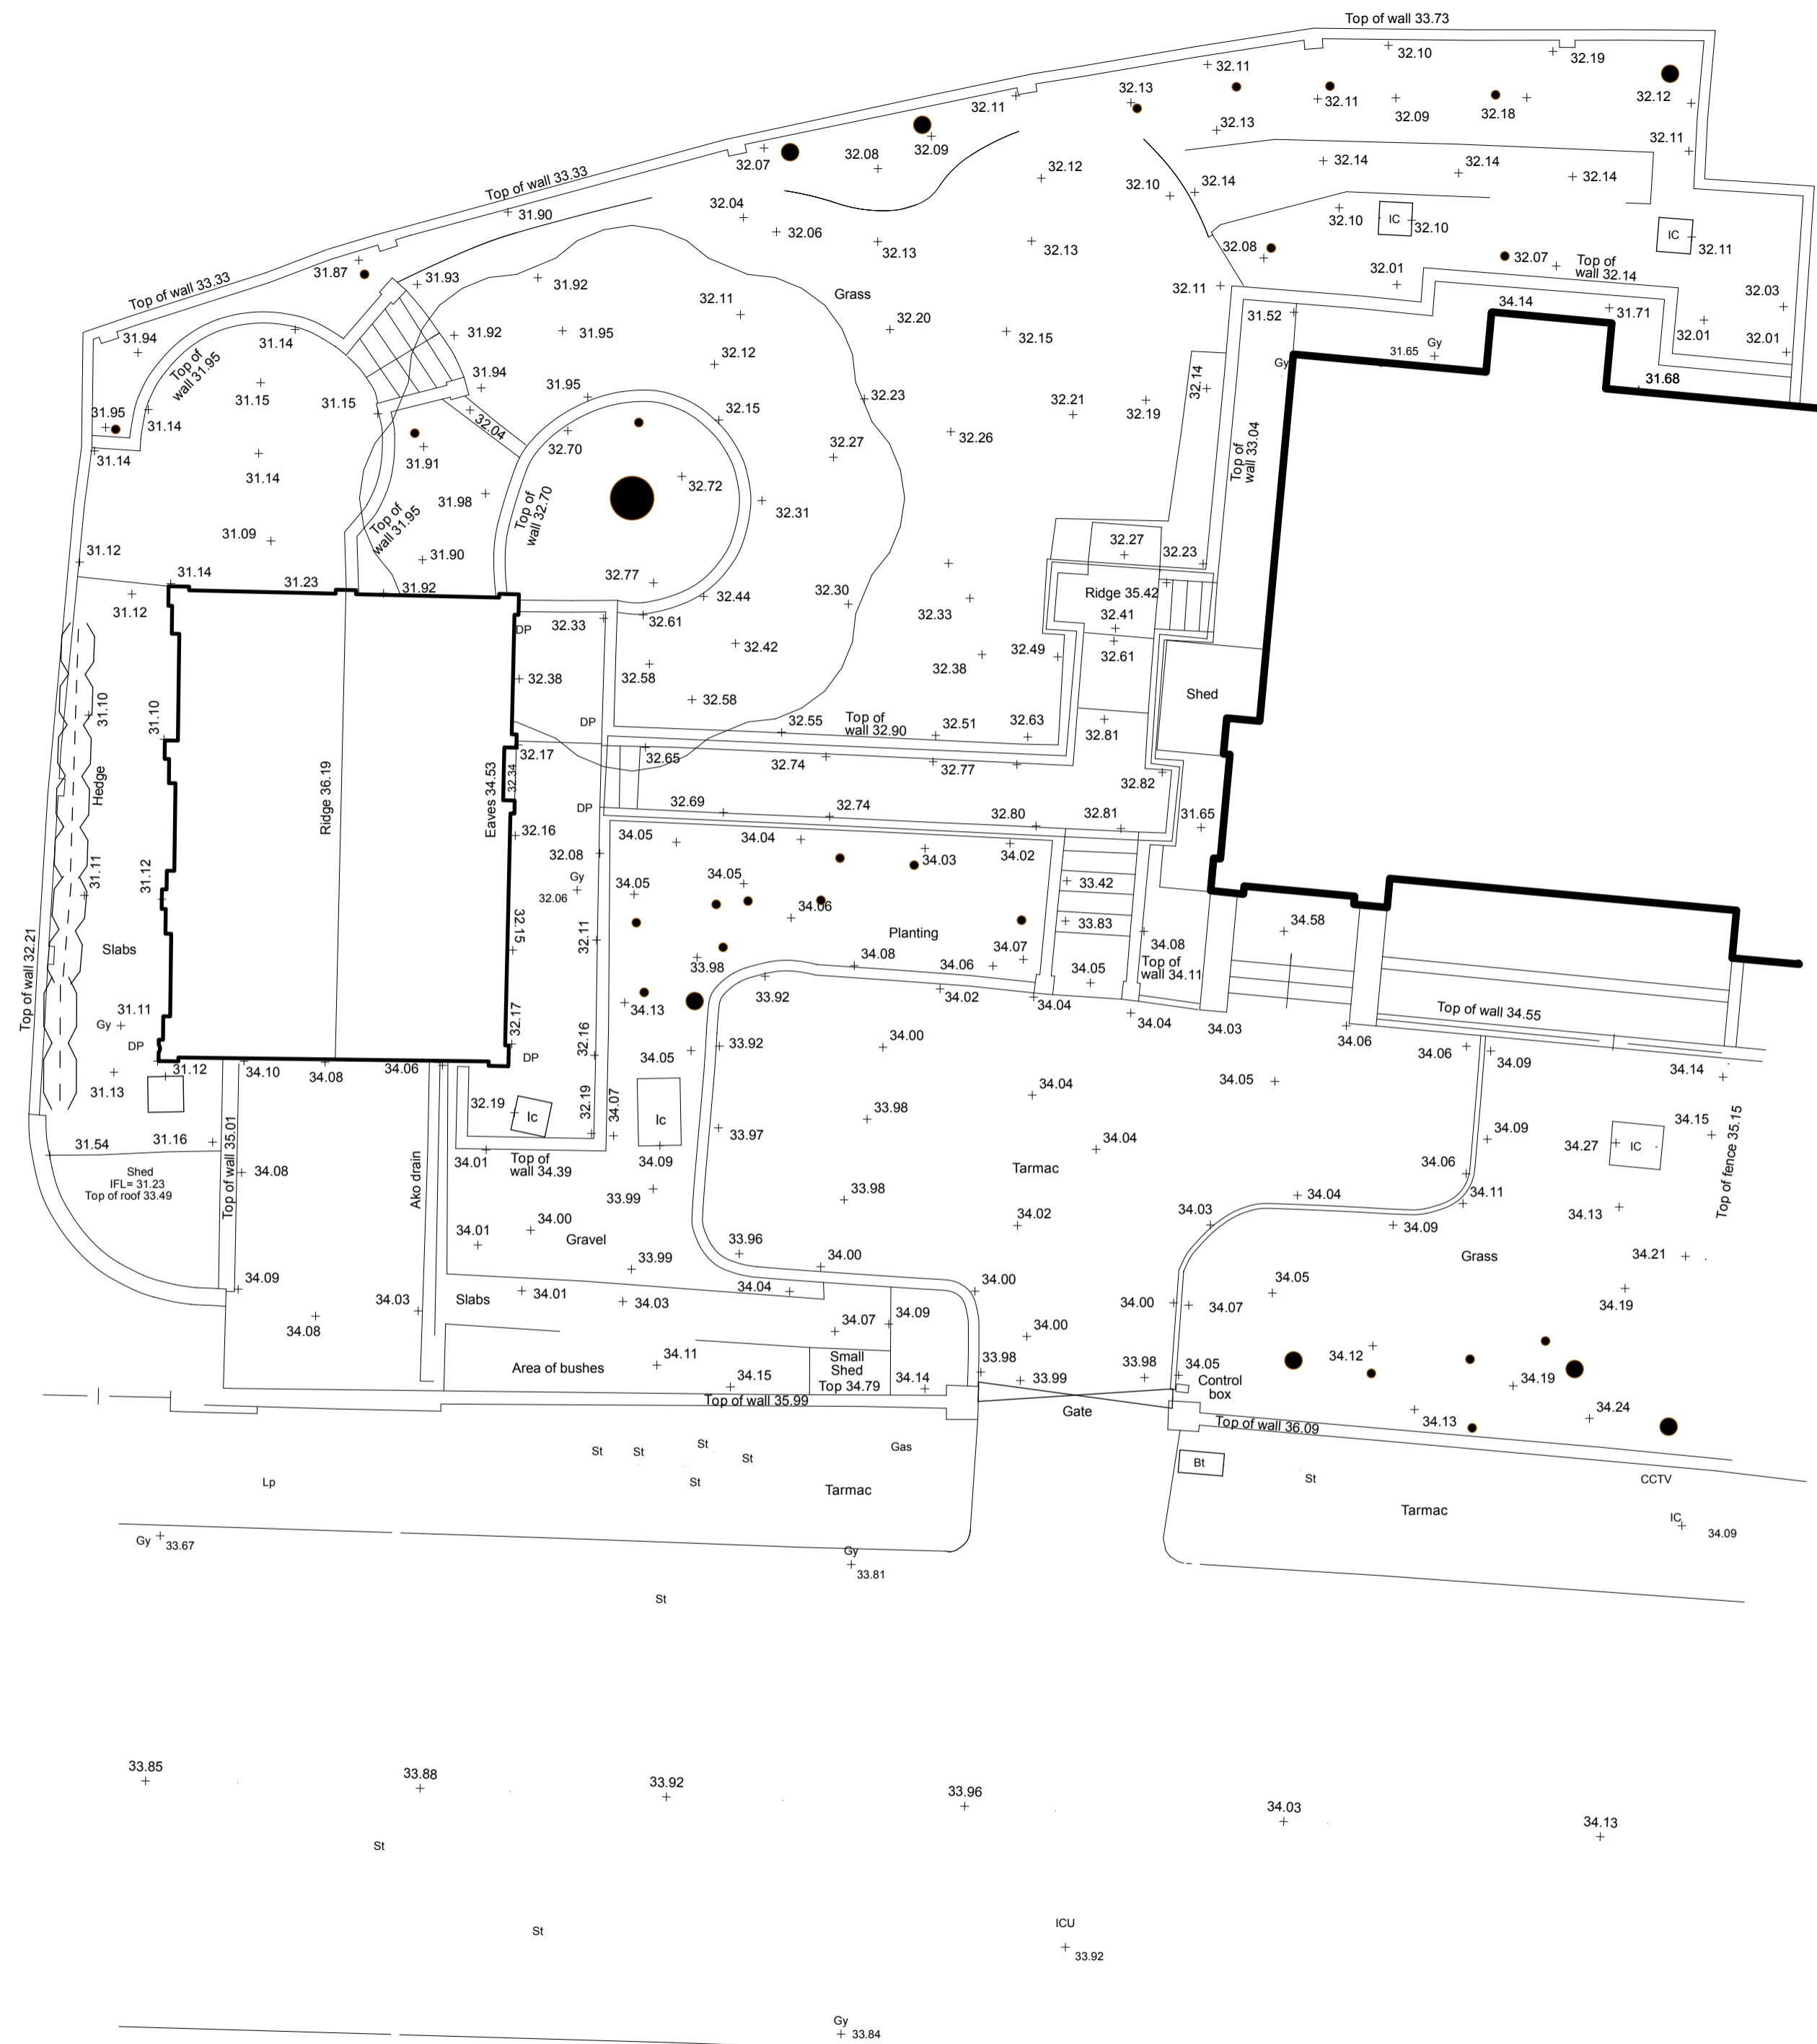 Top of wall 33.73
32.10
32.19
32.11
32.13
32.11
32.11
32.09
32.18
32.12
32.13
32.11
32.07
32.08
32.09
32.12
32.14
32.14
32.14
Top of wall 33.33
32.10
32.14
31.90
32.04
32.06
32.13
32.13
32.08
32.10
IC
32.10
IC
32.11
Top of wall 33.33
31.87
31.93
31.92
32.11
Grass
32.20
32.15
32.11
32.01
32.07
Top of
wall 32.14
32.03
34.14
31.71
31.52
31.94
Top of
wall 31.95
31.14
31.92
31.95
32.12
Gy
Gy
31.65
32.01
32.01
31.68
31.95
31.14
31.15
31.15
31.94
31.95
32.15
32.23
32.21
32.19
32.14
31.14
31.14
31.91
32.04
32.70
32.27
32.26
Top of
wall 33.04
31.98
32.72
32.31
Top of
wall 32.70
Top of
wall 31.95
31.09
31.90
31.12
31.14
31.23
31.92
32.77
32.44
32.30
32.33
32.27
32.23
Ridge 35.42
32.41
31.12
DP
32.33
32.61
32.42
32.38
32.49
32.61
31.10
31.10
32.38
32.58
32.58
Shed
DP
32.55
Top of
wall 32.90
32.51
32.63
32.81
Hedge
Ridge 36.19
Eaves 34.53
32.34
32.17
32.65
32.74
32.77
32.82
DP
32.69
32.74
32.80
32.81
31.65
32.16
34.05
34.04
34.03
34.02
31.11
31.12
32.08
Gy
32.06
34.05
34.05
34.06
33.42
33.83
34.58
Slabs
32.15
32.11
Planting
33.98
34.08
34.06
34.07
34.05
34.08
Top of
wall 34.11
Top of wall 32.21
31.11
Gy
DP
32.17
32.16
34.13
33.92
34.02
34.04
34.04
34.03
Top of wall 34.55
DP
34.05
33.92
34.00
34.06
34.06
34.09
31.12
34.10
34.08
34.06
31.13
34.04
34.05
34.14
32.19
Ic
32.19
34.07
Ic
33.98
33.97
34.04
34.09
34.15
34.27
IC
31.54
31.16
Top of wall 35.01
34.08
Ako drain
34.01
Top of
wall 34.39
34.09
Tarmac
34.06
Top of fence 35.15
Shed
IFL= 31.23
Top of roof 33.49
33.99
33.98
34.02
34.03
34.04
34.11
34.09
34.13
34.01
34.00
Gravel
33.99
33.96
34.00
Grass
34.21
34.09
34.08
34.03
Slabs
34.01
34.03
34.04
34.00
34.00
34.07
34.05
34.19
34.07
34.09
34.00
Area of bushes
34.11
34.15
Small
Shed
Top 34.79
34.14
33.98
33.99
33.98
34.05
Control
box
34.12
34.19
Top of wall 35.99
Gate
Top of wall 36.09
34.13
34.24
St
St
St
St
St
Gas
Bt
St
CCTV
Lp
Tarmac
Tarmac
IC
34.09
Gy
33.67
Gy
33.81
St
33.85
33.88
33.92
33.96
34.03
34.13
St
St
ICU
33.92
Gy
33.84